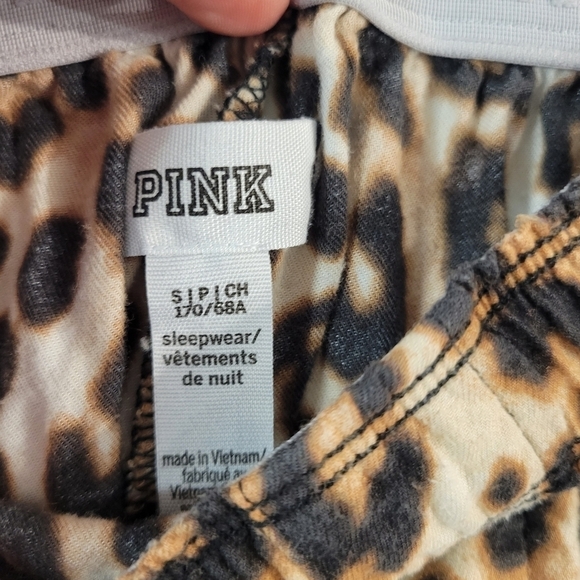 PINK
S|P|CH
170/68A
sleepwear/
vêtements
de nuit
made in Vietnam/
fabriqué au